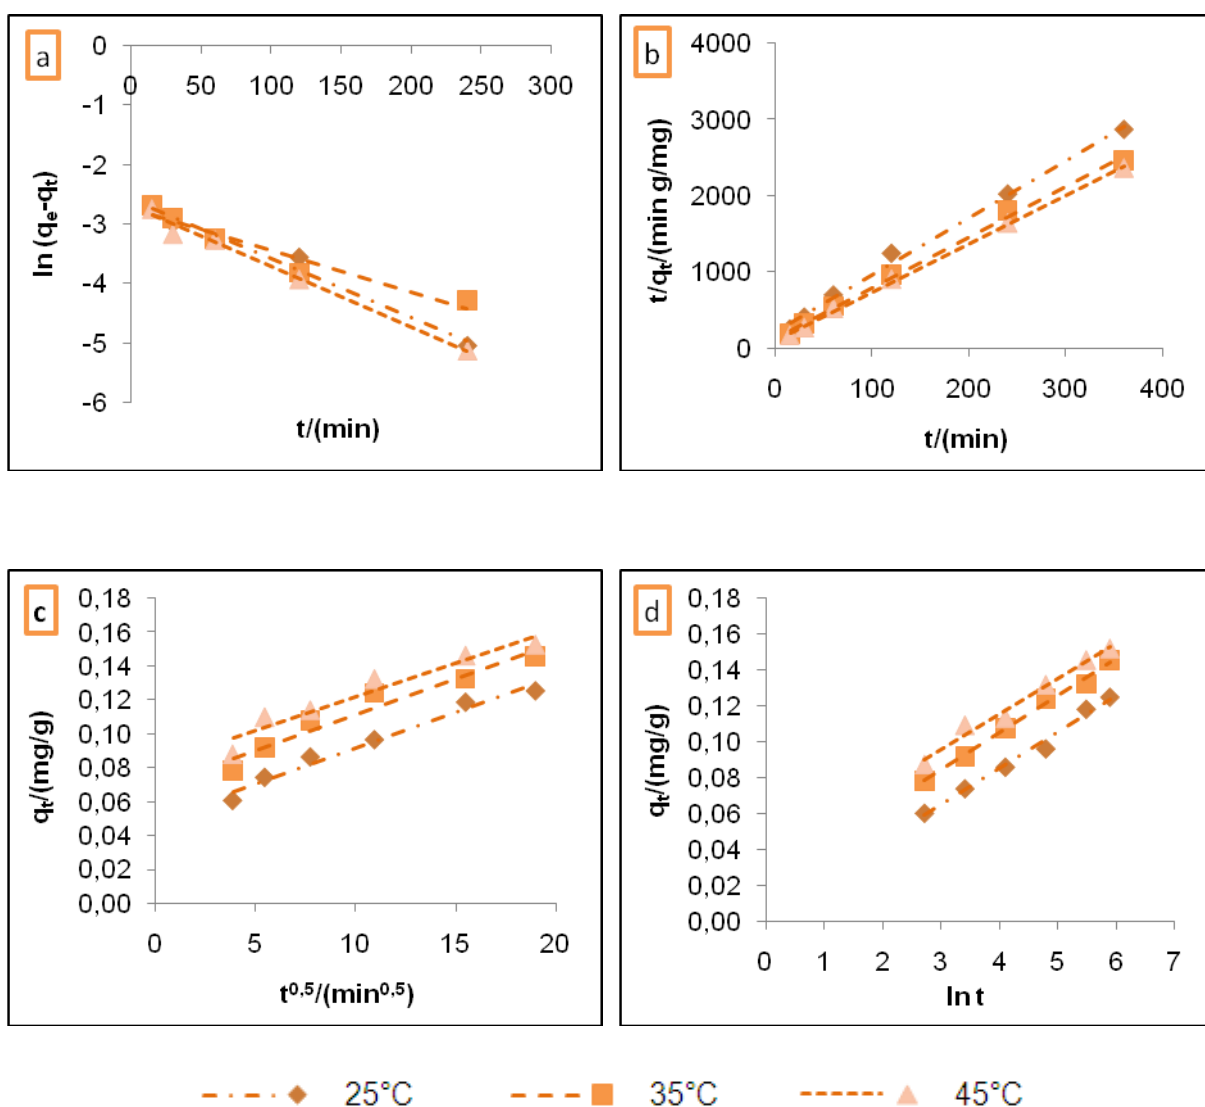 a
0
0 50 100 150 200 250 300
-1
-2
-3
-4
-5
-6
ln (qe-qt)
t/(min)
b
4000
3000
2000
1000
0
t/qt/(min g/mg)
0 100 200 300 400
t/(min)
c
0,18
0,16
0,14
0,12
0,10
0,08
0,06
0,04
0,02
0,00
qt/(mg/g)
0 5 10 15 20
t0,5/(min0,5)
d
0,18
0,16
0,14
0,12
0,10
0,08
0,06
0,04
0,02
0,00
qt/(mg/g)
0 1 2 3 4 5 6 7
ln t
25°C 35°C 45°C